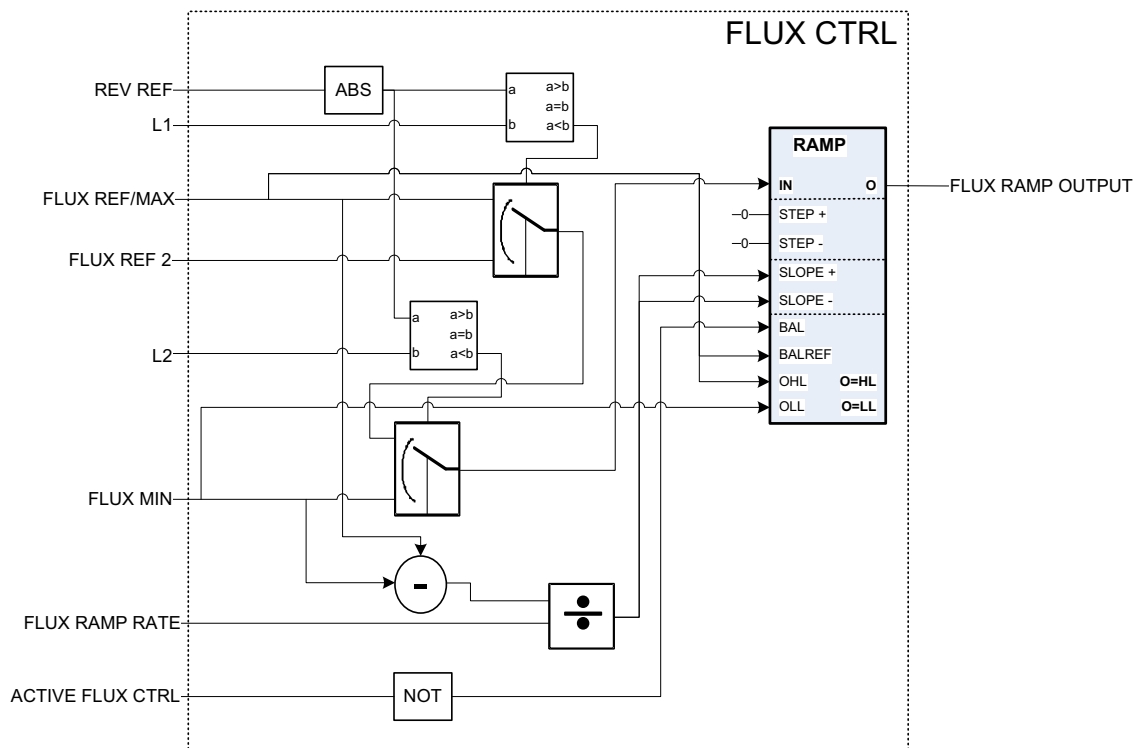 FLUX CTRL
REV REF
ABS
a a>b
a=b
b a<b
L1
RAMP
FLUX REF/MAX
IN O
FLUX RAMP OUTPUT
0 STEP +
0 STEP -
FLUX REF 2
SLOPE +
SLOPE -
a a>b
a=b
b a<b
BAL
L2
BALREF
OHL O=HL
OLL O=LL
FLUX MIN
-
÷
FLUX RAMP RATE
ACTIVE FLUX CTRL
NOT